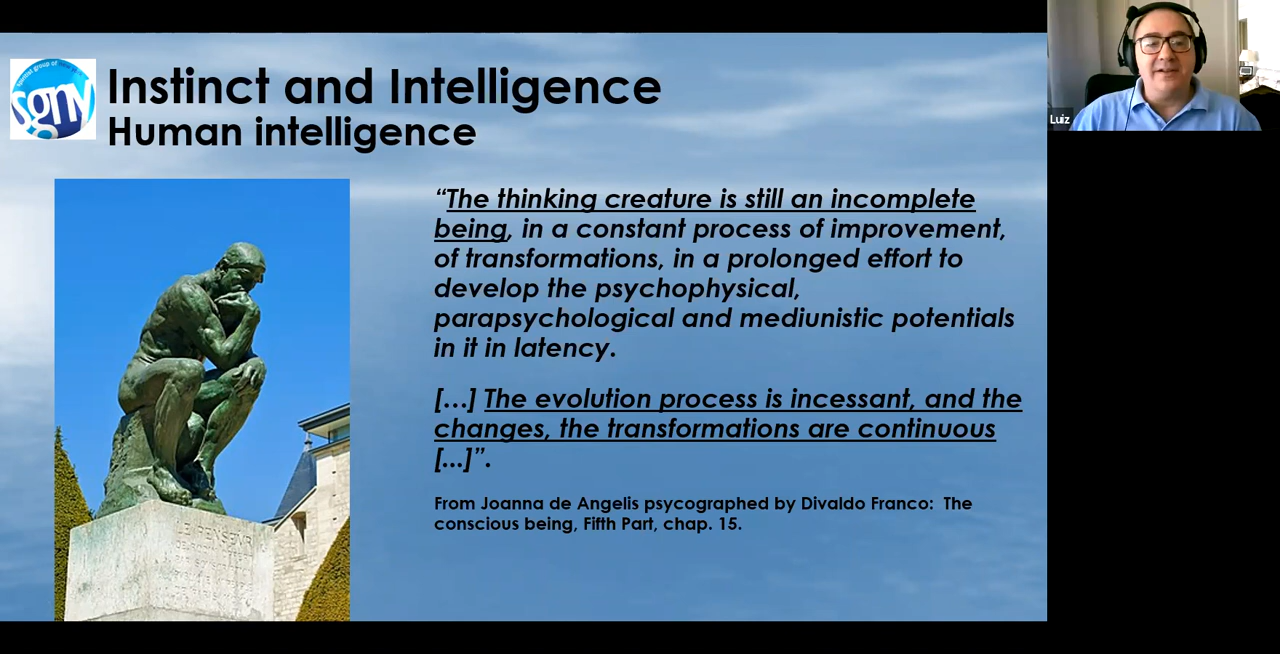 Instinct and Intelligence
Human intelligence
“The thinking creature is still an incomplete
being, in a constant process of improvement,
of transformations, in a prolonged effort to
develop the psychophysical,
parapsychological and mediunistic potentials
in it in latency.
[...] The evolution process is incessant, and the
changes, the transformations are continuous
[...]”.
From Joanna de Angelis psycographed by Divaldo Franco:  The
conscious being, Fifth Part, chap. 15.
sgny
LE PENSEVR
Luiz